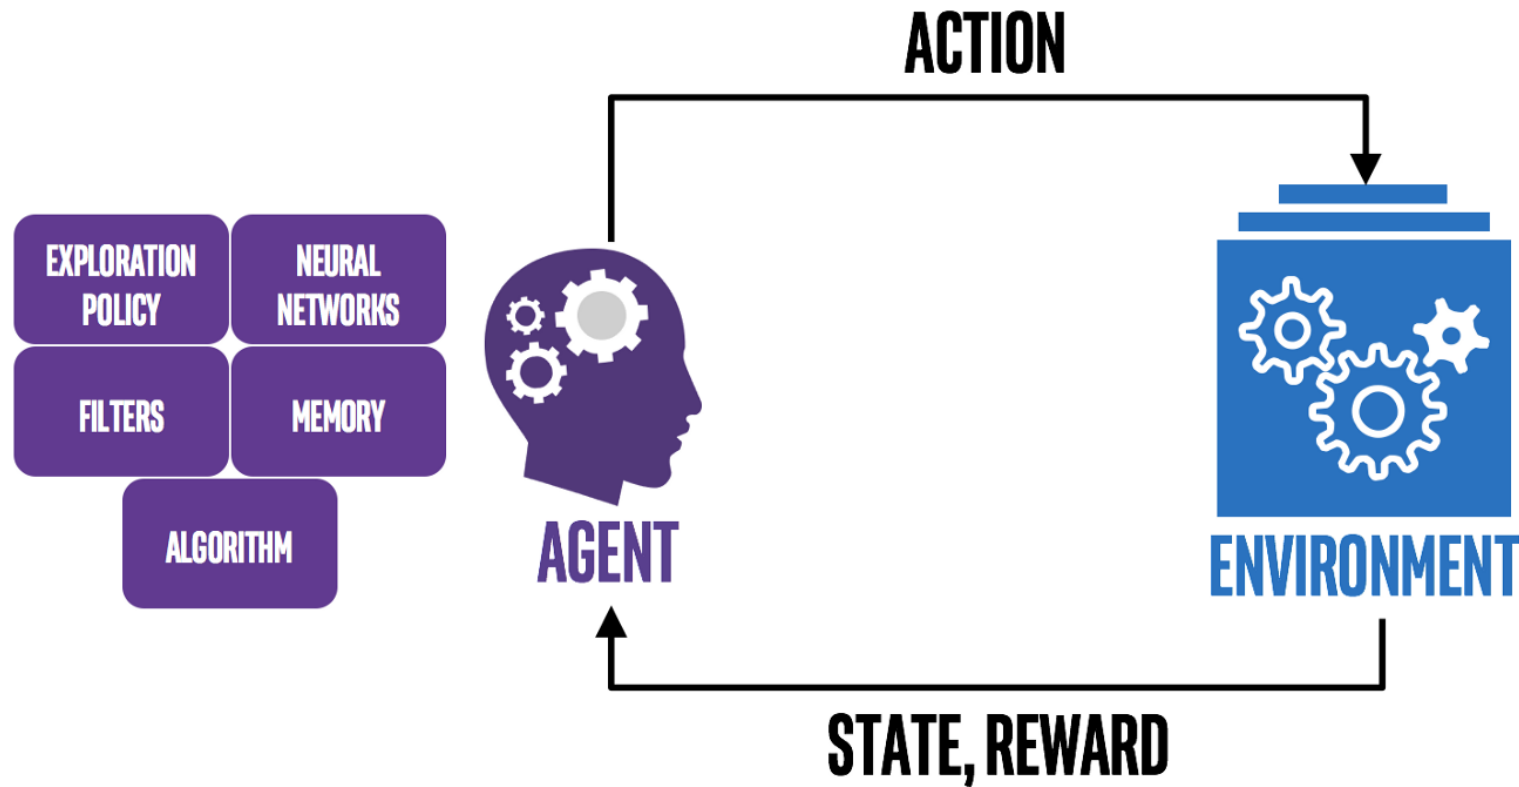 ACTION
EXPLORATION
POLICY
NEURAL
NETWORKS
FILTERS
MEMORY
ALGORITHM
AGENT
ENVIRONMENT
STATE, REWARD